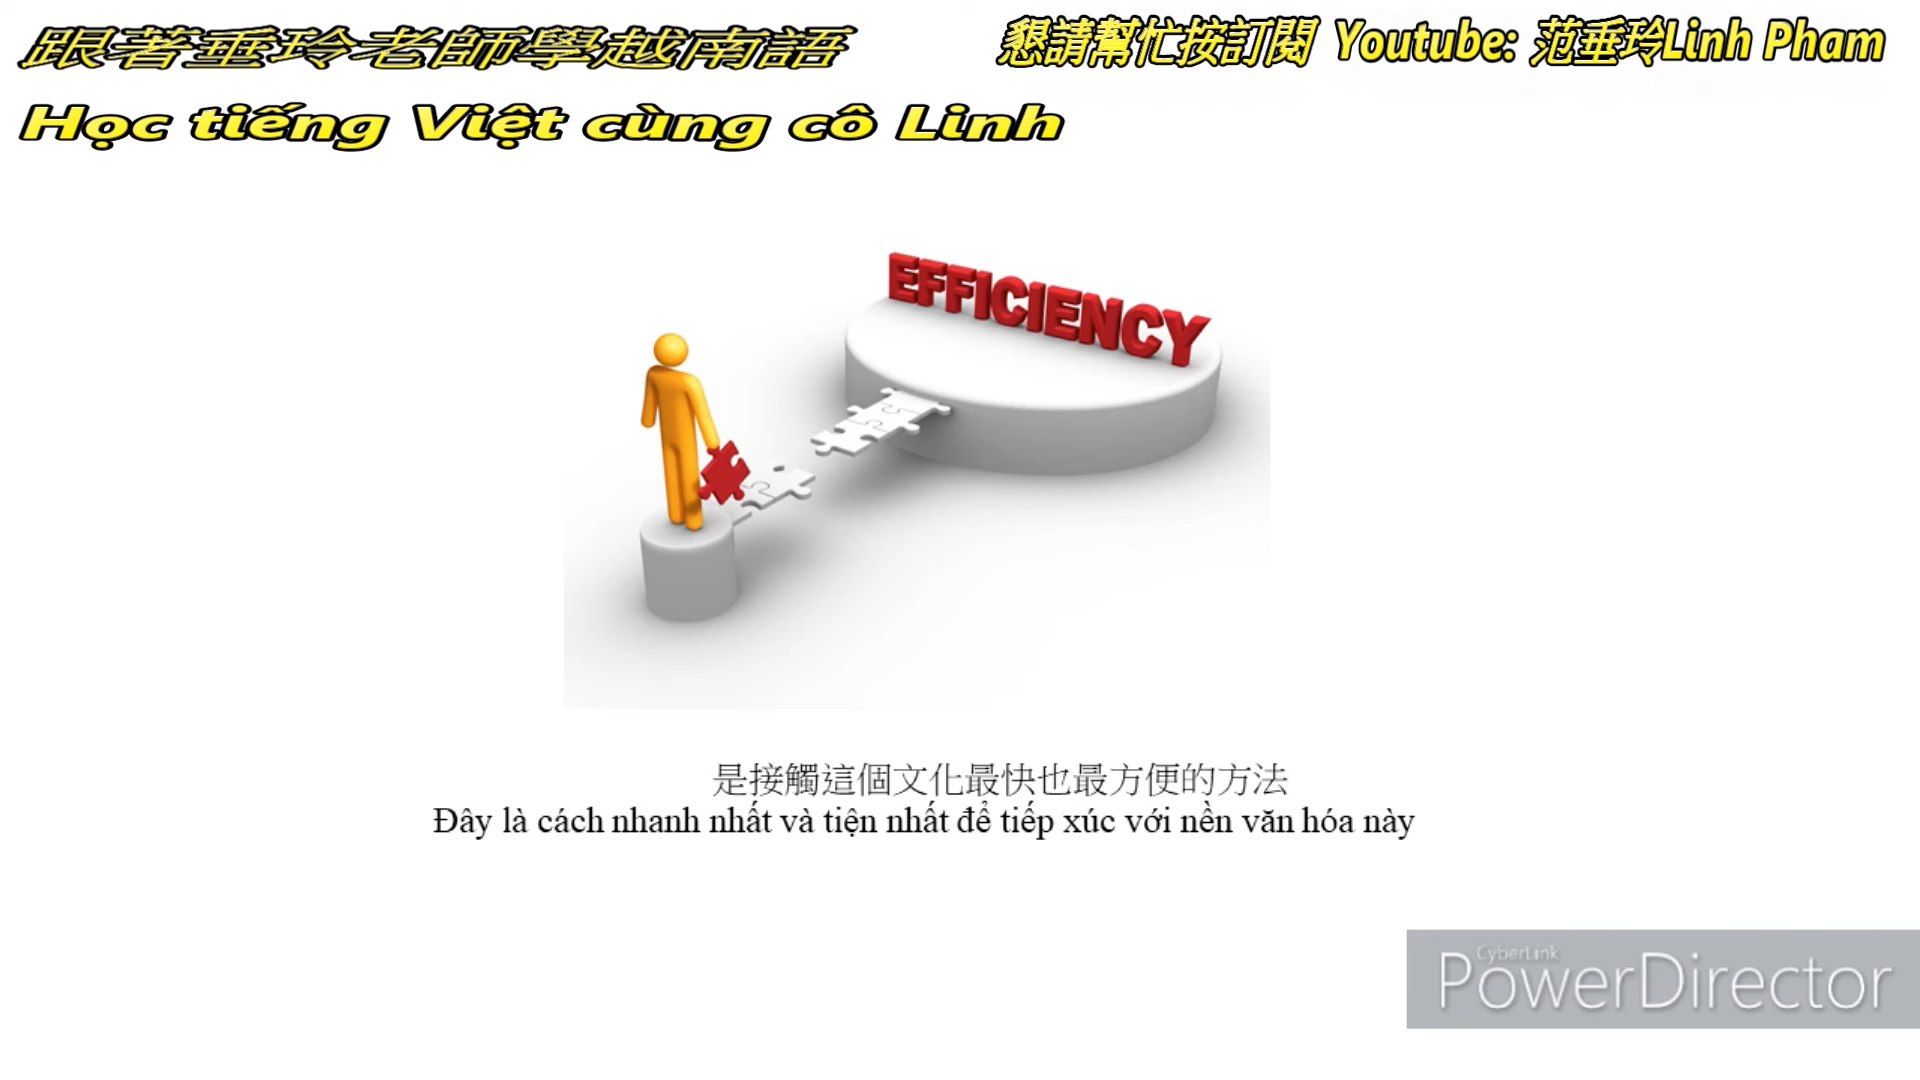 跟著垂玲老師學越南語
懇請幫忙按訂閱 Youtube: 范垂玲Linh Pham
Học tiếng Việt cùng cô Linh
EFFICIENCY
是接觸這個文化最快也最方便的方法
Đây là cách nhanh nhất và tiện nhất để tiếp xúc với nền văn hóa này
CyberLink
PowerDirector